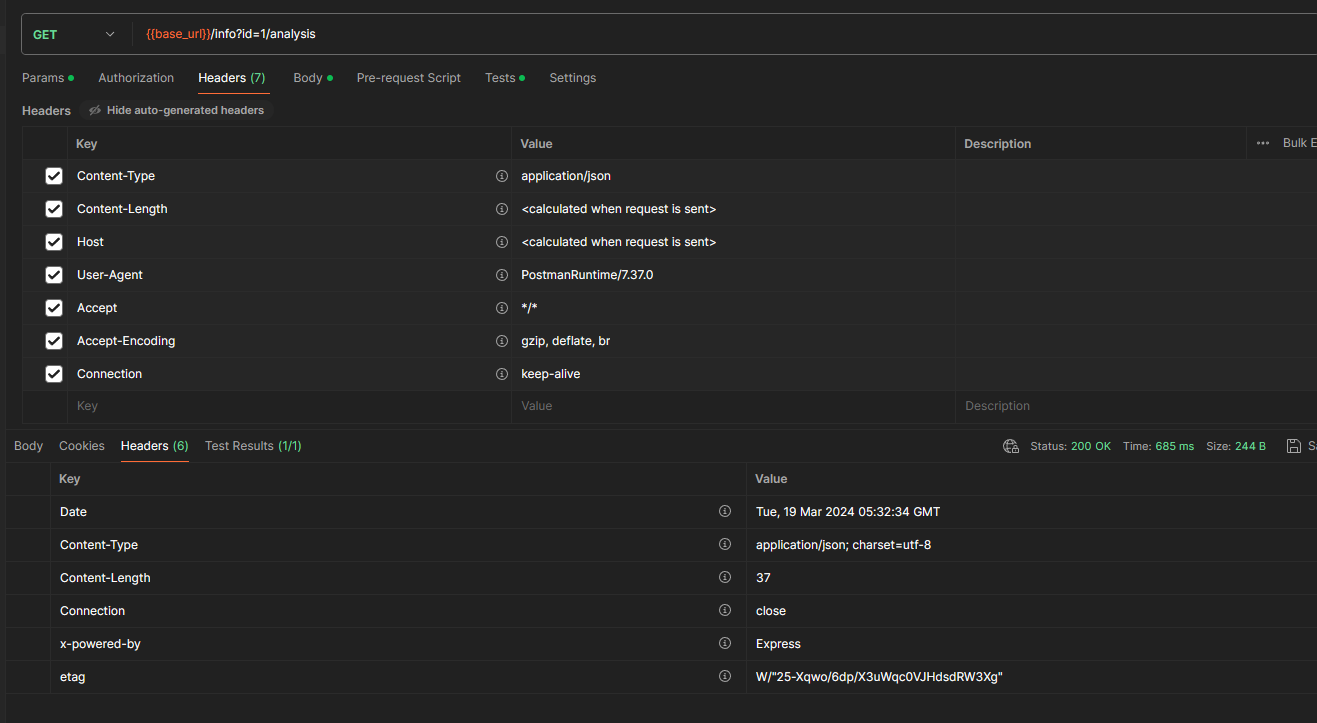 GET {{base_url}}/info?id=1/analysis
Params Authorization Headers (7) Body Pre-request Script Tests Settings
Headers Hide auto-generated headers
Key Value Description ••• Bulk E
Content-Type application/json
Content-Length <calculated when request is sent>
Host <calculated when request is sent>
User-Agent PostmanRuntime/7.37.0
Accept */*
Accept-Encoding gzip, deflate, br
Connection keep-alive
Key Value Description
Body Cookies Headers (6) Test Results (1/1) Status: 200 OK Time: 685 ms Size: 244 B Sa
Key Value
Date Tue, 19 Mar 2024 05:32:34 GMT
Content-Type application/json; charset=utf-8
Content-Length 37
Connection close
x-powered-by Express
etag W/"25-Xqwo/6dp/X3uWqc0VJHdsdRW3Xg"